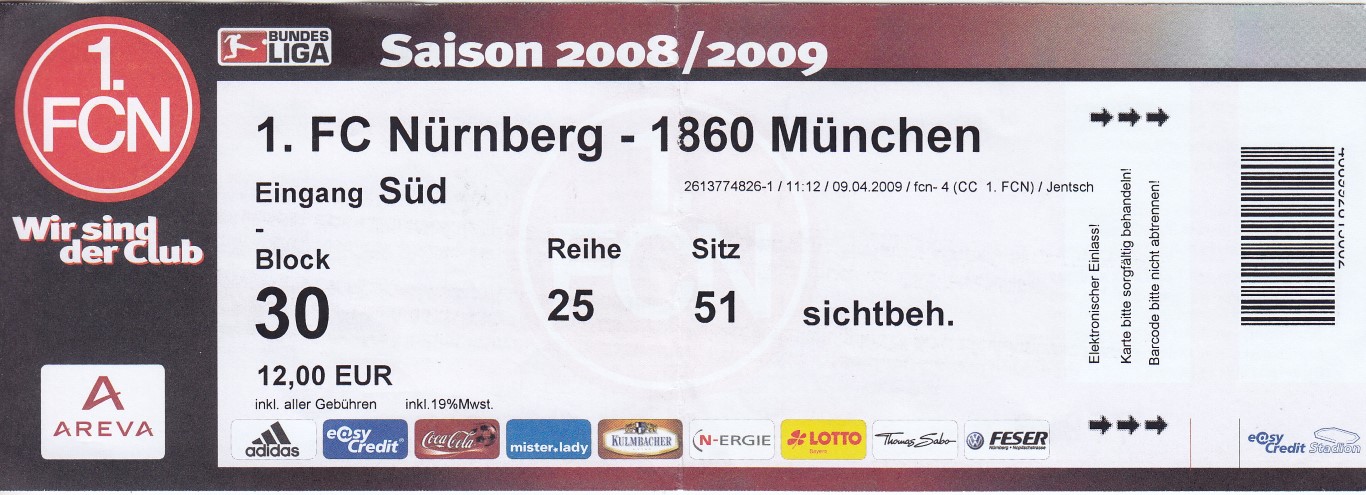 1.
FCN
BUNDES
LIGA
Saison 2008/2009
1. FC Nürnberg - 1860 München
Eingang Süd
2613774826-1 / 11:12 / 09.04.2009 / fcn- 4 (CC 1. FCN) / Jentsch
-
Wir sind
der Club
Block
Reihe
Sitz
30
25
51
sichtbeh.
12,00 EUR
inkl. aller Gebühren
inkl.19%Mwst.
Elektronischer Einlass!
Karte bitte sorgfältig behandeln!
Barcode bitte nicht abtrennen!
AREVA
adidas
e@sy
Credit
Coca-Cola
mister*lady
KULMBACHER
N-ERGIE
LOTTO
Bayern
Thomas Sabo
FESER
e@sy
Credit Stadion